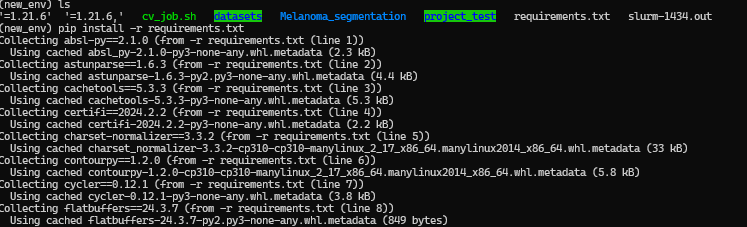 (new_env) ls
'=1.21.6'  '=1.21.6,'  cv_job.sh  datasets  Melanoma_segmentation  project_test  requirements.txt  slurm-1434.out
(new_env) pip install -r requirements.txt
Collecting absl-py==2.1.0 (from -r requirements.txt (line 1))
  Using cached absl_py-2.1.0-py3-none-any.whl.metadata (2.3 kB)
Collecting astunparse==1.6.3 (from -r requirements.txt (line 2))
  Using cached astunparse-1.6.3-py2.py3-none-any.whl.metadata (4.4 kB)
Collecting cachetools==5.3.3 (from -r requirements.txt (line 3))
  Using cached cachetools-5.3.3-py3-none-any.whl.metadata (5.3 kB)
Collecting certifi==2024.2.2 (from -r requirements.txt (line 4))
  Using cached certifi-2024.2.2-py3-none-any.whl.metadata (2.2 kB)
Collecting charset-normalizer==3.3.2 (from -r requirements.txt (line 5))
  Using cached charset_normalizer-3.3.2-cp310-cp310-manylinux_2_17_x86_64.manylinux2014_x86_64.whl.metadata (33 kB)
Collecting contourpy==1.2.0 (from -r requirements.txt (line 6))
  Using cached contourpy-1.2.0-cp310-cp310-manylinux_2_17_x86_64.manylinux2014_x86_64.whl.metadata (5.8 kB)
Collecting cycler==0.12.1 (from -r requirements.txt (line 7))
  Using cached cycler-0.12.1-py3-none-any.whl.metadata (3.8 kB)
Collecting flatbuffers==24.3.7 (from -r requirements.txt (line 8))
  Using cached flatbuffers-24.3.7-py2.py3-none-any.whl.metadata (849 bytes)